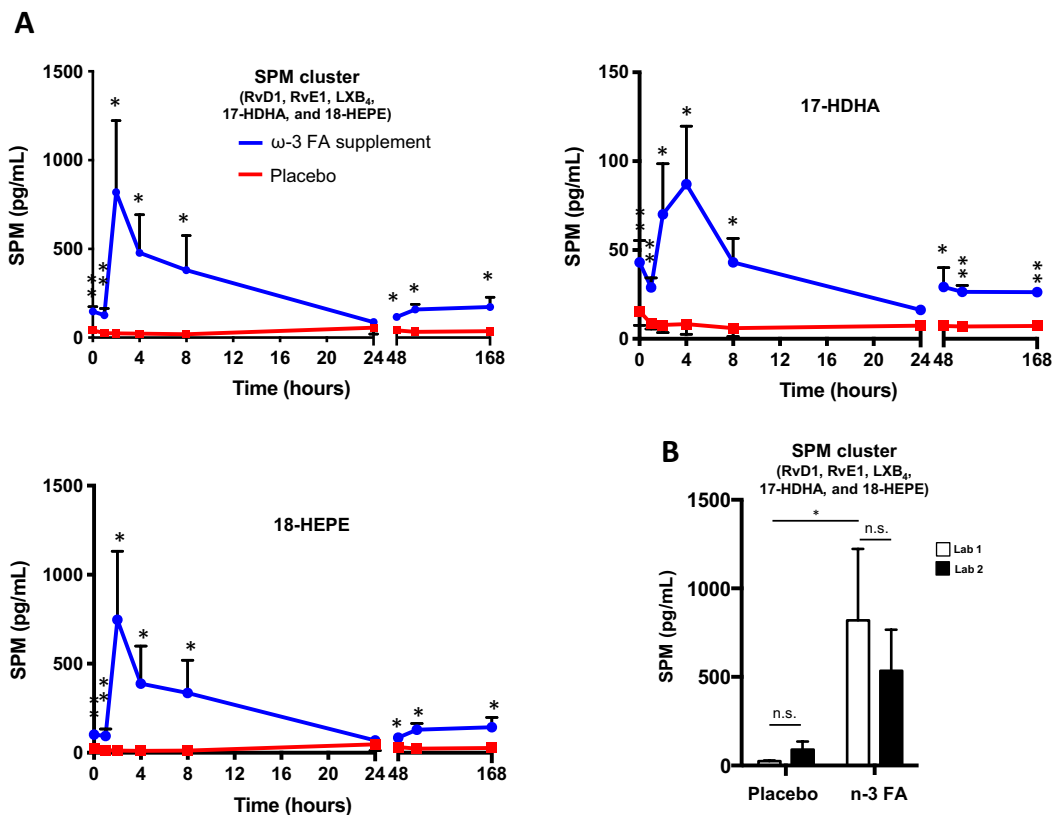 A
SPM cluster
(RvD1, RvE1, LXB₄,
17-HDHA, and 18-HEPE)
ω-3 FA supplement
Placebo
SPM (pg/mL)
1500
1000
500
0
* * * * * * * * * *
0 4 8 12 16 20 24 48 168
Time (hours)
17-HDHA
SPM (pg/mL)
150
100
50
0
* * * * * * * * * * * *
0 4 8 12 16 20 24 48 168
Time (hours)
18-HEPE
SPM (pg/mL)
1500
1000
500
0
* * * * * * * * * *
0 4 8 12 16 20 24 48 168
Time (hours)
B
SPM cluster
(RvD1, RvE1, LXB₄,
17-HDHA, and 18-HEPE)
SPM (pg/mL)
1500
1000
500
0
*
n.s.
n.s.
Lab 1
Lab 2
Placebo n-3 FA